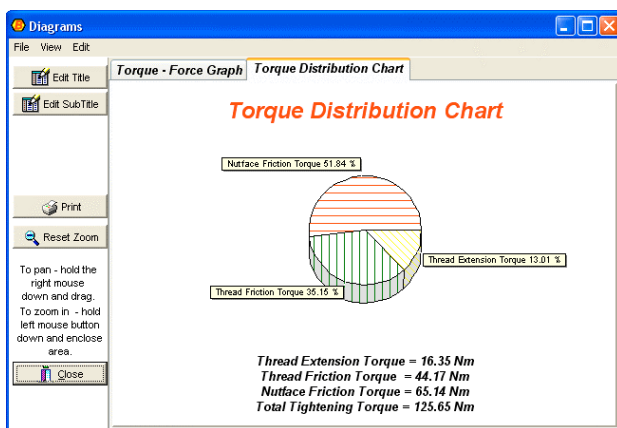 Diagrams
File View Edit
Edit Title
Edit SubTitle
Print
Reset Zoom
To pan - hold the
right mouse
down and drag.
To zoom in - hold
left mouse button
down and enclose
area.
Close
Torque - Force Graph
Torque Distribution Chart
Torque Distribution Chart
Nutface Friction Torque 51.84 %
Thread Extension Torque 13.01 %
Thread Friction Torque 35.15 %
Thread Extension Torque = 16.35 Nm
Thread Friction Torque = 44.17 Nm
Nutface Friction Torque = 65.14 Nm
Total Tightening Torque = 125.65 Nm